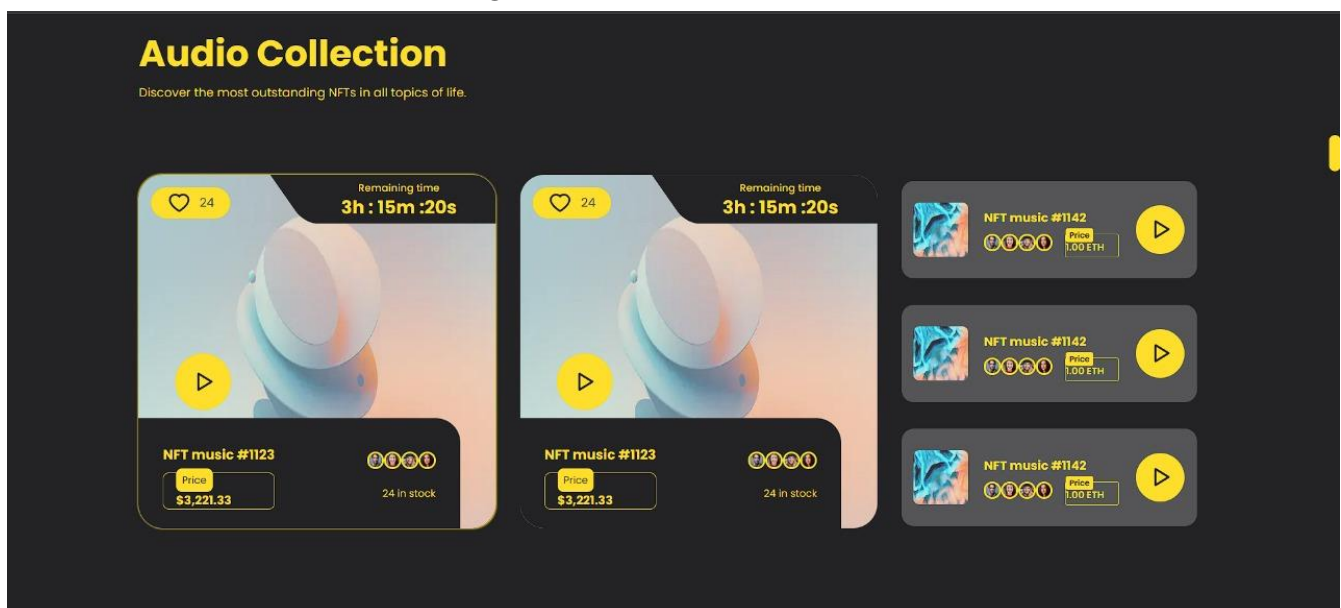 Audio Collection
Discover the most outstanding NFTs in all topics of life.
24
Remaining time
3h : 15m :20s
NFT music #1123
Price
$3,221.33
24 in stock
24
Remaining time
3h : 15m :20s
NFT music #1123
Price
$3,221.33
24 in stock
NFT music #1142
Price
1.00 ETH
NFT music #1142
Price
1.00 ETH
NFT music #1142
Price
1.00 ETH